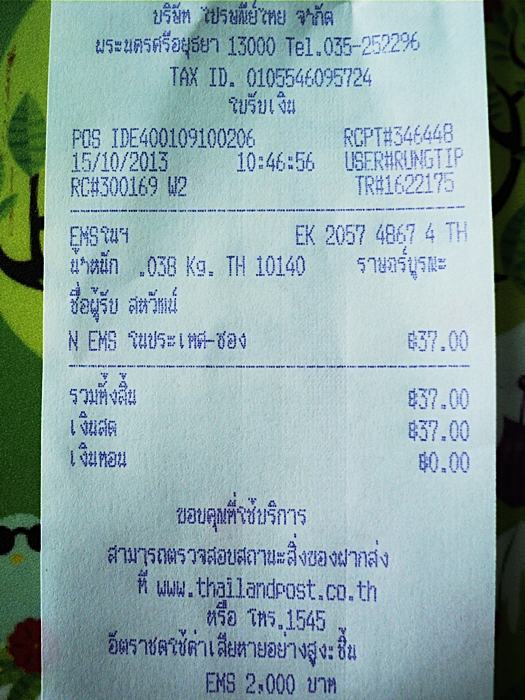 บริษัท ไปรษณีย์ไทย จำกัด
พระนครศรีอยุธยา 13000 Tel.035-252296
TAX ID. 0105546095724
ใบรับเงิน
POS IDE400109100206 RCPT#346448
15/10/2013 10:46:56 USER#RUNGTIP
RC#300169 W2 TR#1622175
EMSในฯ EK 2057 4867 4 TH
น้ำหนัก .038 Kg. TH 10140 ราษฎร์บูรณะ
ชื่อผู้รับ สหวัฒน์
N EMS ในประเทศ-ซอง ฿37.00
รวมทั้งสิ้น ฿37.00
เงินสด ฿37.00
เงินทอน ฿0.00
ขอบคุณที่ใช้บริการ
สามารถตรวจสอบสถานะสิ่งของฝากส่ง
ที่ www.thailandpost.co.th
หรือ โทร.1545
อัตราชดใช้ค่าเสียหายอย่างสูง:ชิ้น
EMS 2,000 บาท